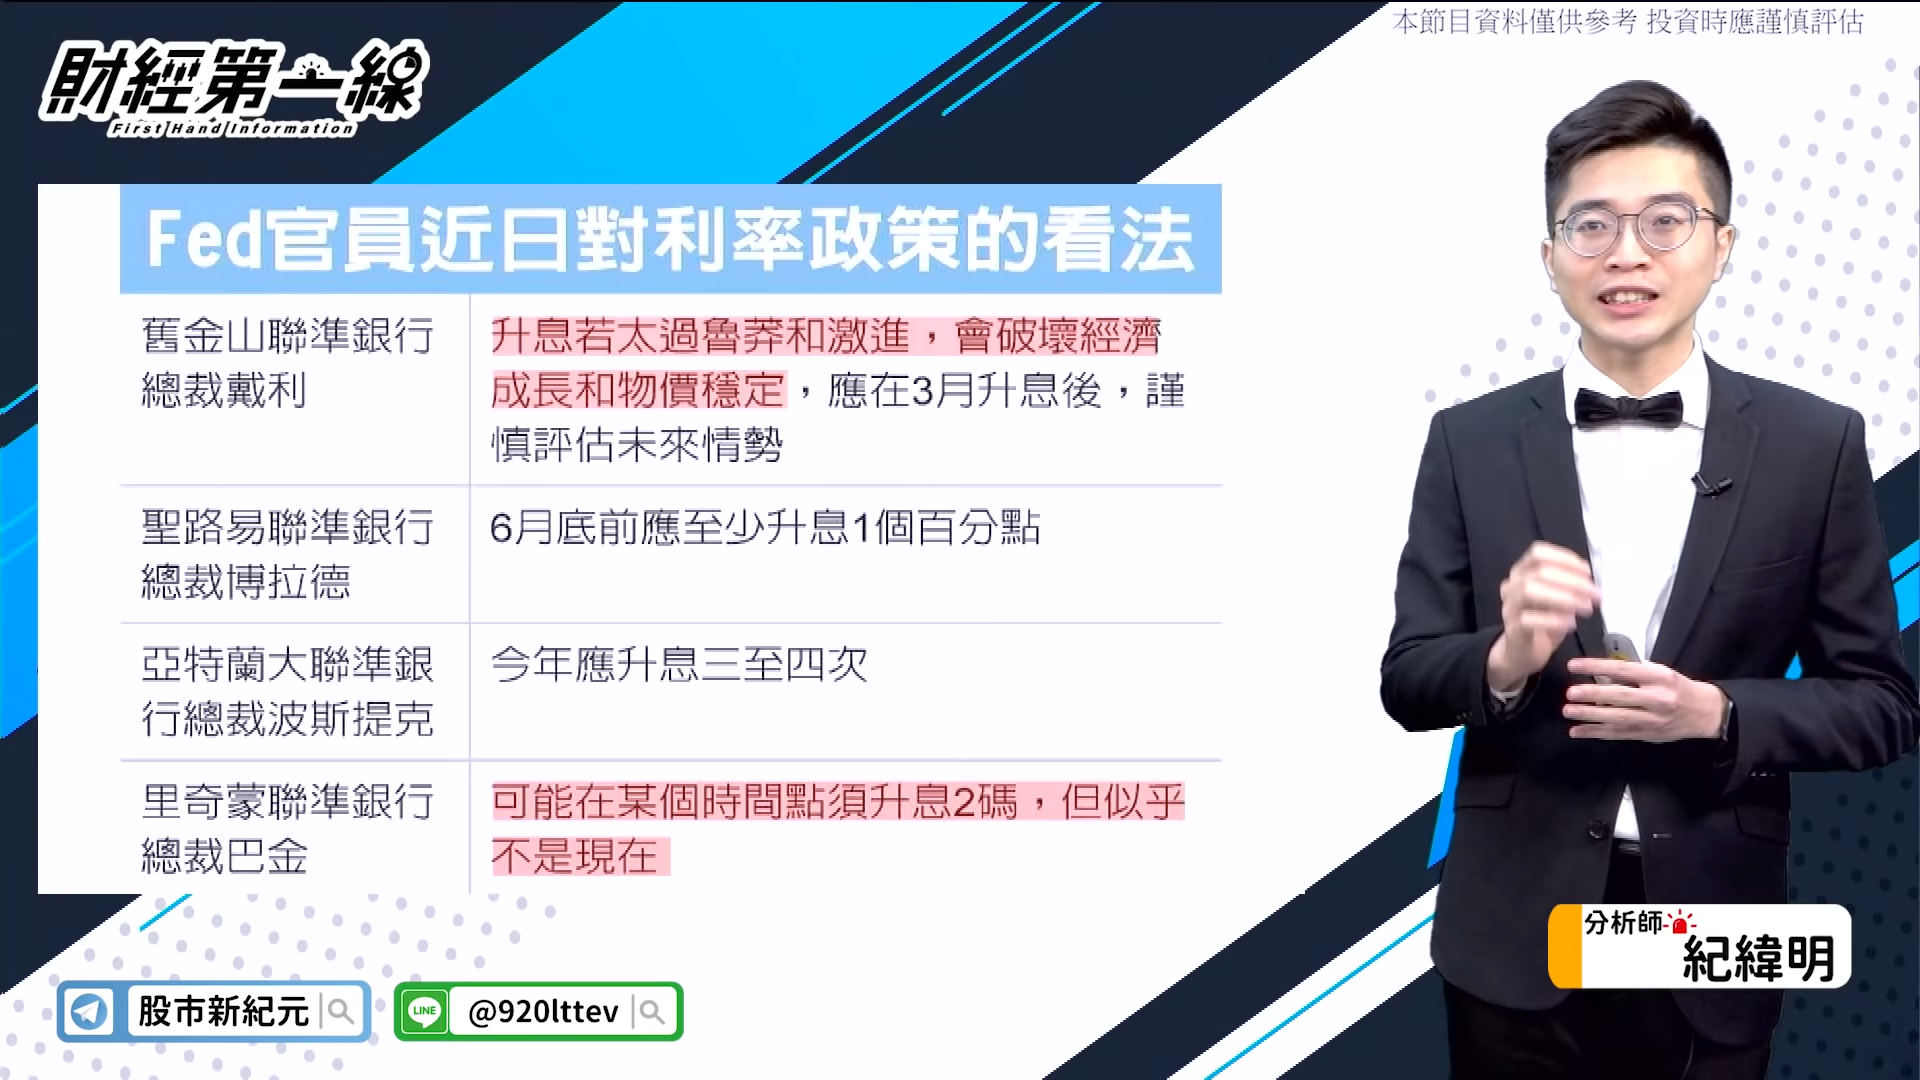 本節目資料僅供參考 投資時應謹慎評估
財經第一線
First Hand Information
Fed官員近日對利率政策的看法
舊金山聯準銀行
總裁戴利
升息若太過魯莽和激進，會破壞經濟
成長和物價穩定，應在3月升息後，謹
慎評估未來情勢
聖路易聯準銀行
總裁博拉德
6月底前應至少升息1個百分點
亞特蘭大聯準銀
行總裁波斯提克
今年應升息三至四次
里奇蒙聯準銀行
總裁巴金
可能在某個時間點須升息2碼，但似乎
不是現在
分析師
紀緯明
股市新紀元
LINE
@920lttev